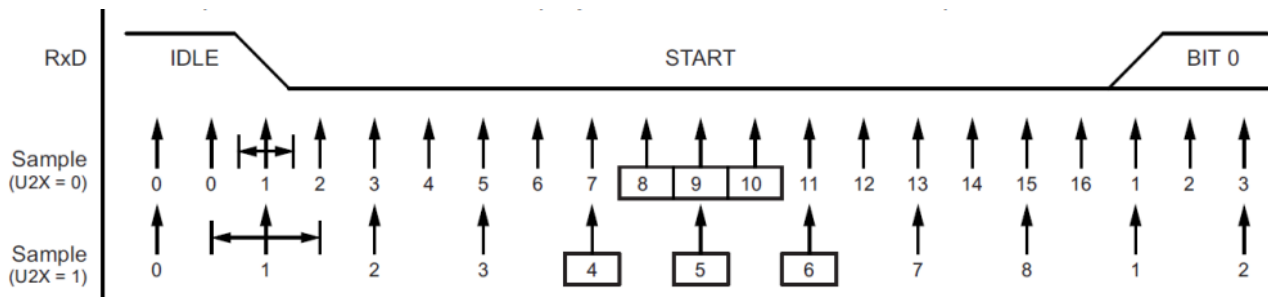 RxD IDLE START BIT 0
Sample
(U2X = 0)
0 0 1 2 3 4 5 6 7 8 9 10 11 12 13 14 15 16 1 2 3
Sample
(U2X = 1)
0 1 2 3 4 5 6 7 8 1 2